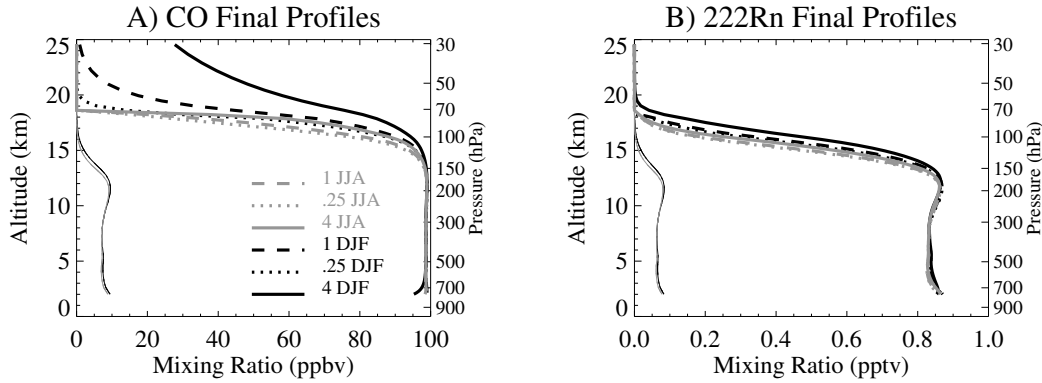 A) CO Final Profiles
25
20
15
10
5
0
Altitude (km)
30
50
70
100
150
200
300
500
700
900
Pressure (hPa)
1 JJA
.25 JJA
4 JJA
1 DJF
.25 DJF
4 DJF
0 20 40 60 80 100
Mixing Ratio (ppbv)
B) 222Rn Final Profiles
25
20
15
10
5
0
Altitude (km)
30
50
70
100
150
200
300
500
700
900
Pressure (hPa)
0.0 0.2 0.4 0.6 0.8 1.0
Mixing Ratio (pptv)